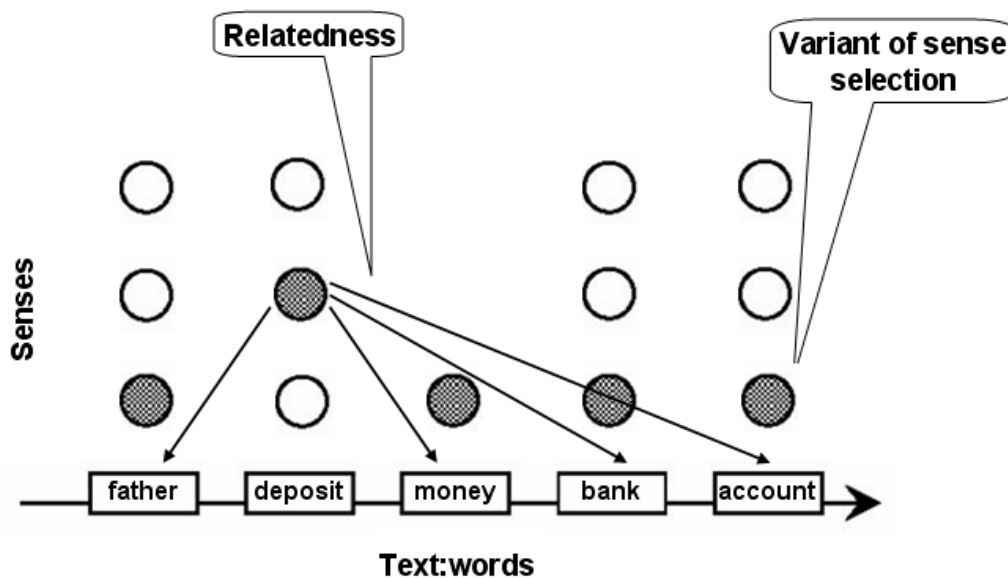 Relatedness
Variant of sense
selection
Senses
father
deposit
money
bank
account
Text:words